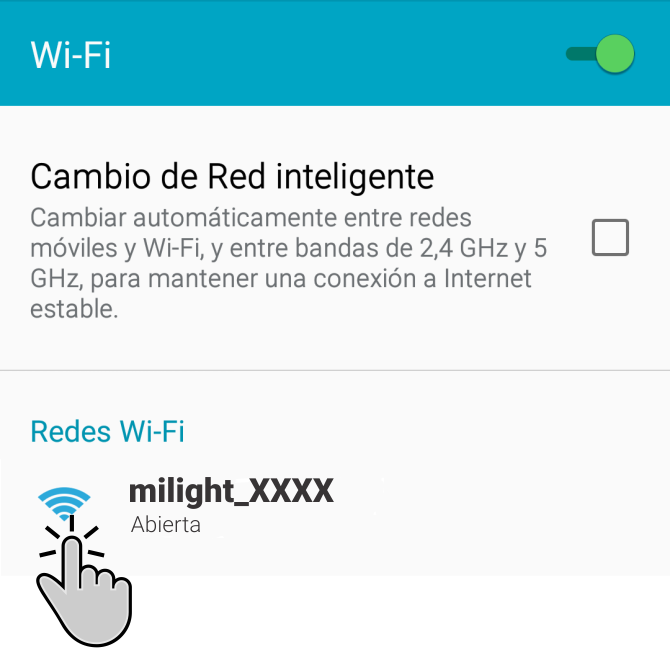 Wi-Fi
Cambio de Red inteligente
Cambiar automáticamente entre redes
móviles y Wi-Fi, y entre bandas de 2,4 GHz y 5
GHz, para mantener una conexión a Internet
estable.
Redes Wi-Fi
milight_XXXX
Abierta